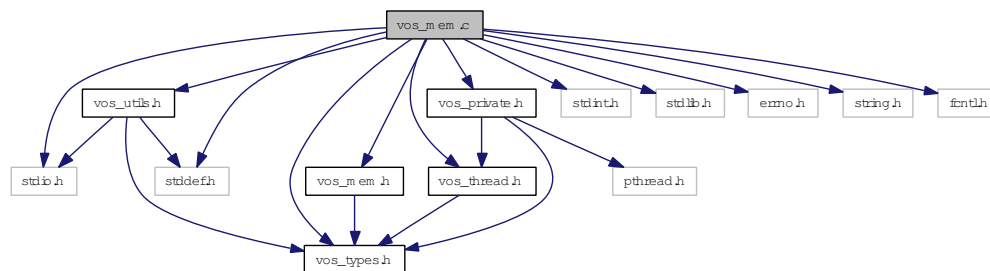 vos_mem.c
vos_utils.h
vos_private.h
stdint.h
stdlib.h
errno.h
string.h
fcntl.h
stdio.h
stddef.h
vos_mem.h
vos_thread.h
pthread.h
vos_types.h